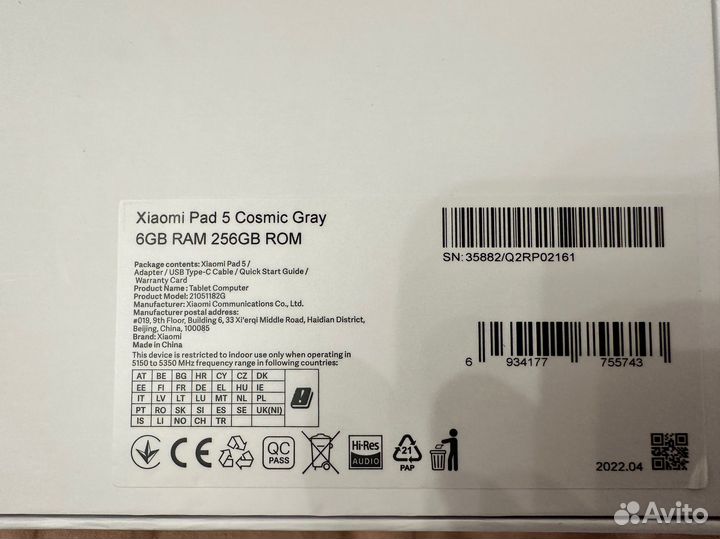 Xiaomi Pad 5 Cosmic Gray
6GB RAM 256GB ROM
Package contents: Xiaomi Pad 5 /
Adapter / USB Type-C Cable / Quick Start Guide /
Warranty Card
Product Name: Tablet Computer
Product Model: 21051182G
Manufacturer: Xiaomi Communications Co., Ltd.
Manufacturer postal address:
#019, 9th Floor, Building 6, 33 Xi'erqi Middle Road, Haidian District,
Beijing, China, 100085
Brand: Xiaomi
Made in China
This device is restricted to indoor use only when operating in
5150 to 5350 MHz frequency range in following countries:
AT BE BG HR CY CZ DK
EE FI FR DE EL HU IE
IT LV LT LU MT NL PL
PT RO SK SI ES SE UK(NI)
IS LI NO CH TR
SN: 35882/Q2RP02161
6 934177 755743
CE
QC PASS
Hi-Res AUDIO
21 PAP
2022.04
Avito